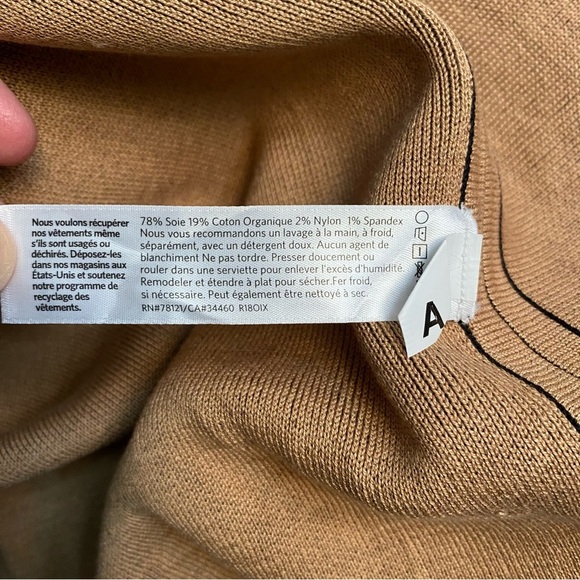 Nous voulons récupérer
nos vêtements même
s'ils sont usagés ou
déchirés. Déposez-les
dans nos magasins aux
États-Unis et soutenez
notre programme de
recyclage des
vêtements.
78% Soie 19% Coton Organique 2% Nylon 1% Spandex
Nous vous recommandons un lavage à la main, à froid,
séparément, avec un détergent doux. Aucun agent de
blanchiment Ne pas tordre. Presser doucement ou
rouler dans une serviette pour enlever l'excès d'humidité.
Remodeler et étendre à plat pour sécher.Fer froid,
si nécessaire. Peut également être nettoyé à sec.
RN#78121/CA#34460 R18OIX
A